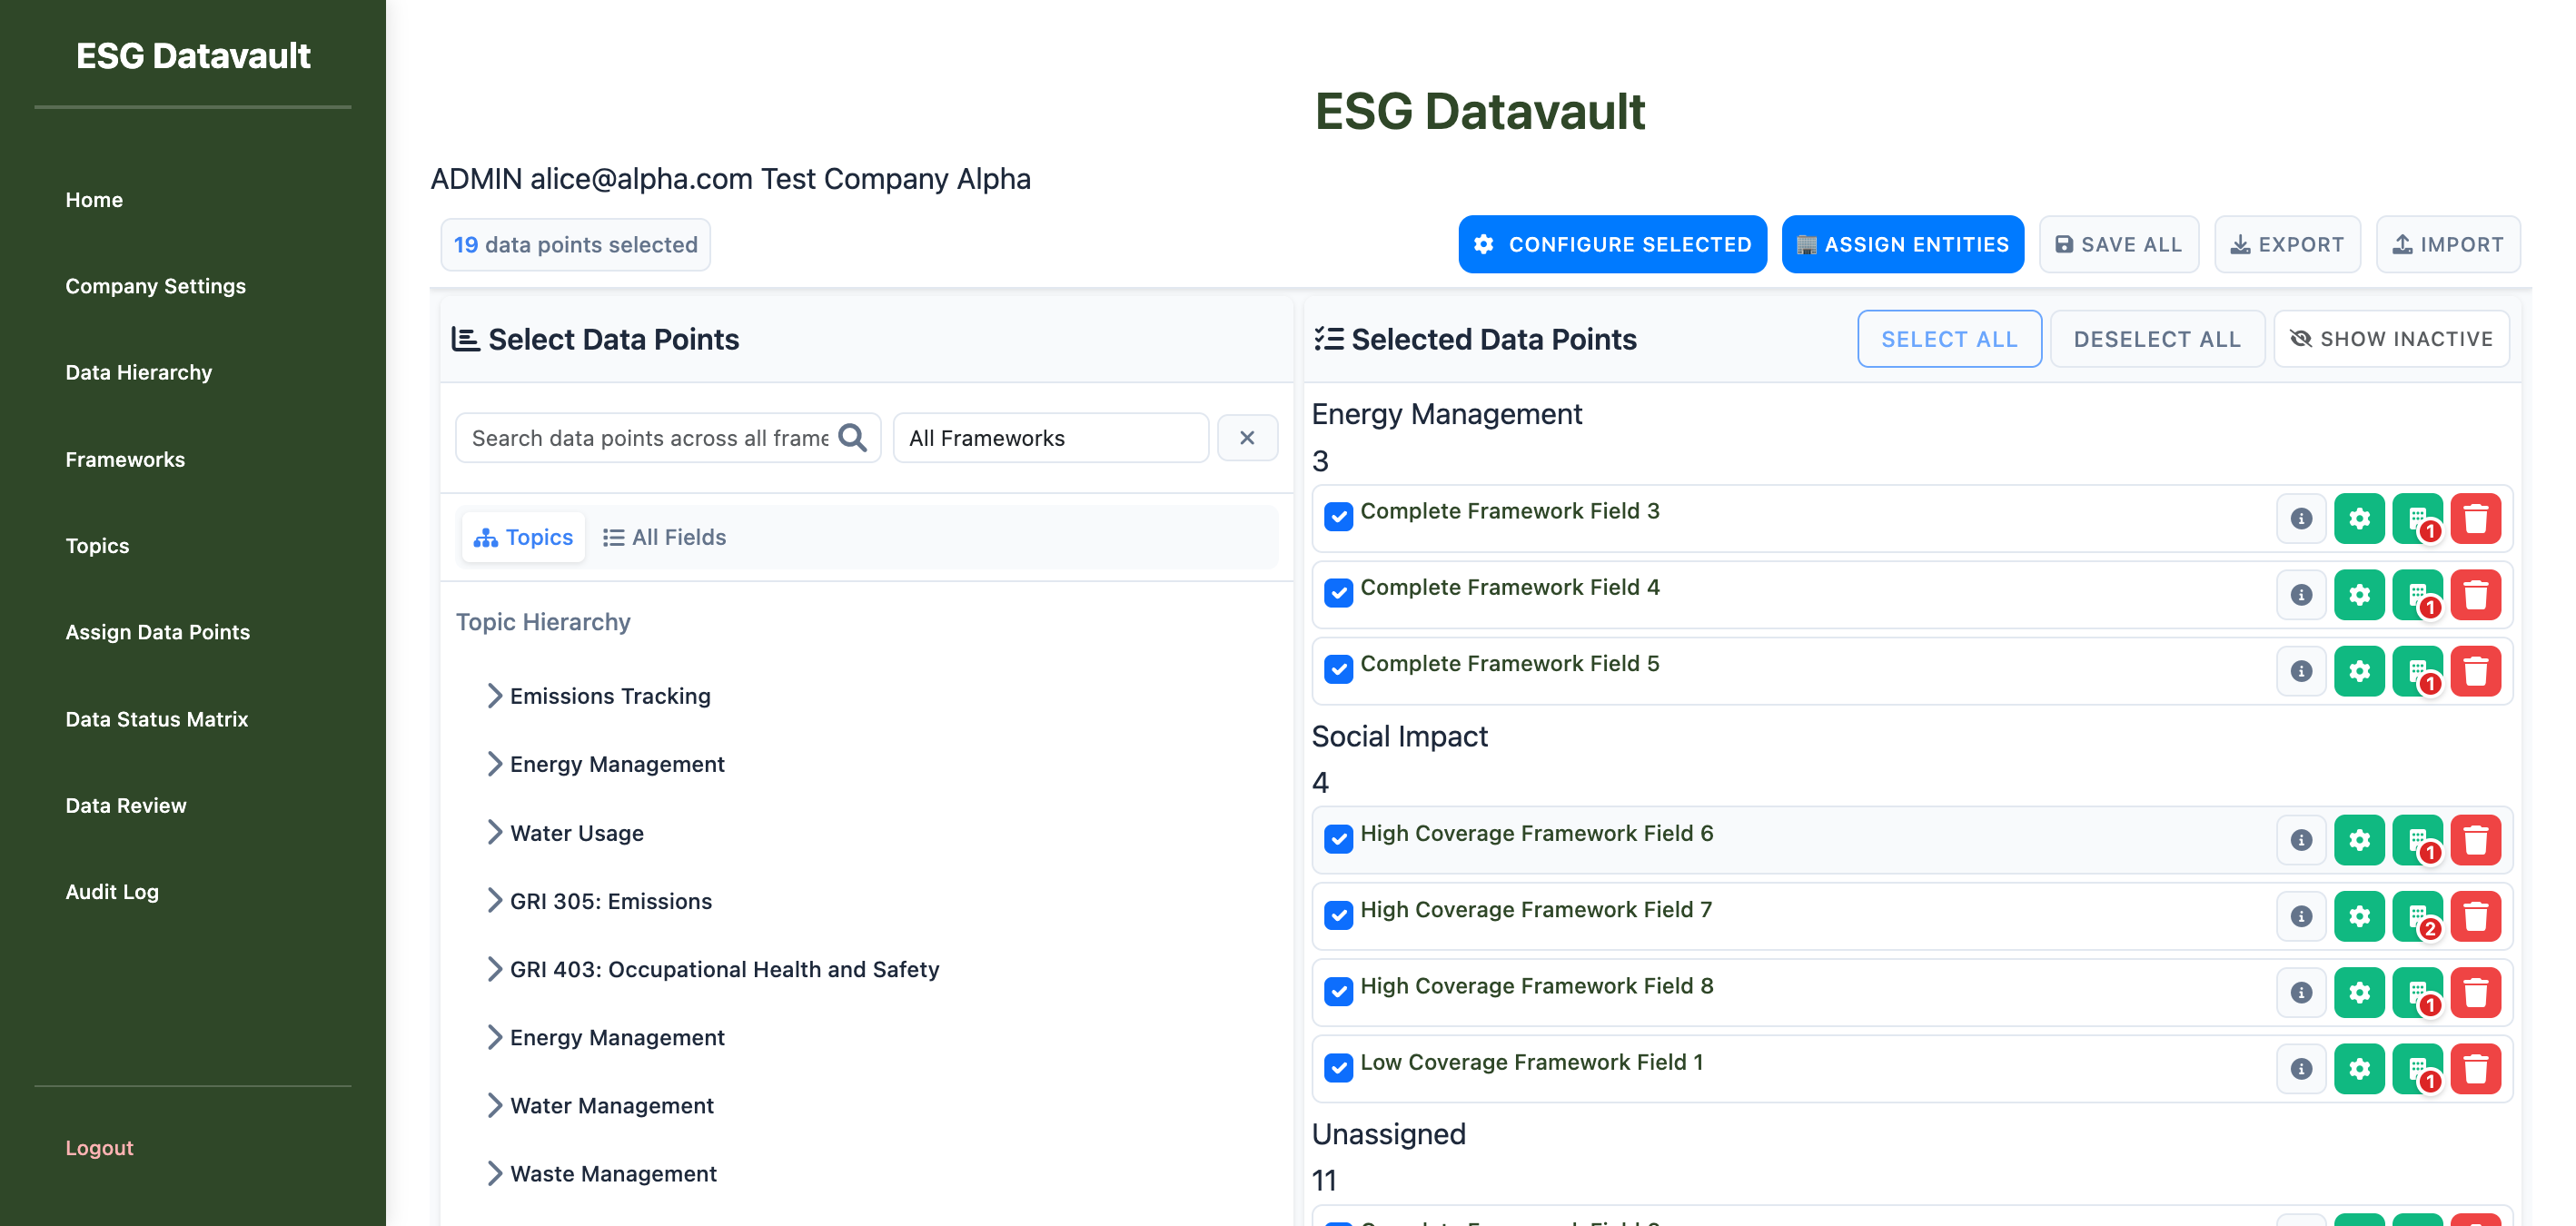 ESG Datavault
Home
Company Settings
Data Hierarchy
Frameworks
Topics
Assign Data Points
Data Status Matrix
Data Review
Audit Log
Logout
ESG Datavault
ADMIN alice@alpha.com Test Company Alpha
19 data points selected
CONFIGURE SELECTED
ASSIGN ENTITIES
SAVE ALL
EXPORT
IMPORT
Select Data Points
Search data points across all frame
All Frameworks
Topics
All Fields
Topic Hierarchy
Emissions Tracking
Energy Management
Water Usage
GRI 305: Emissions
GRI 403: Occupational Health and Safety
Energy Management
Water Management
Waste Management
Selected Data Points
SELECT ALL
DESELECT ALL
SHOW INACTIVE
Energy Management
3
Complete Framework Field 3
1
Complete Framework Field 4
1
Complete Framework Field 5
1
Social Impact
4
High Coverage Framework Field 6
1
High Coverage Framework Field 7
2
High Coverage Framework Field 8
1
Low Coverage Framework Field 1
1
Unassigned
11